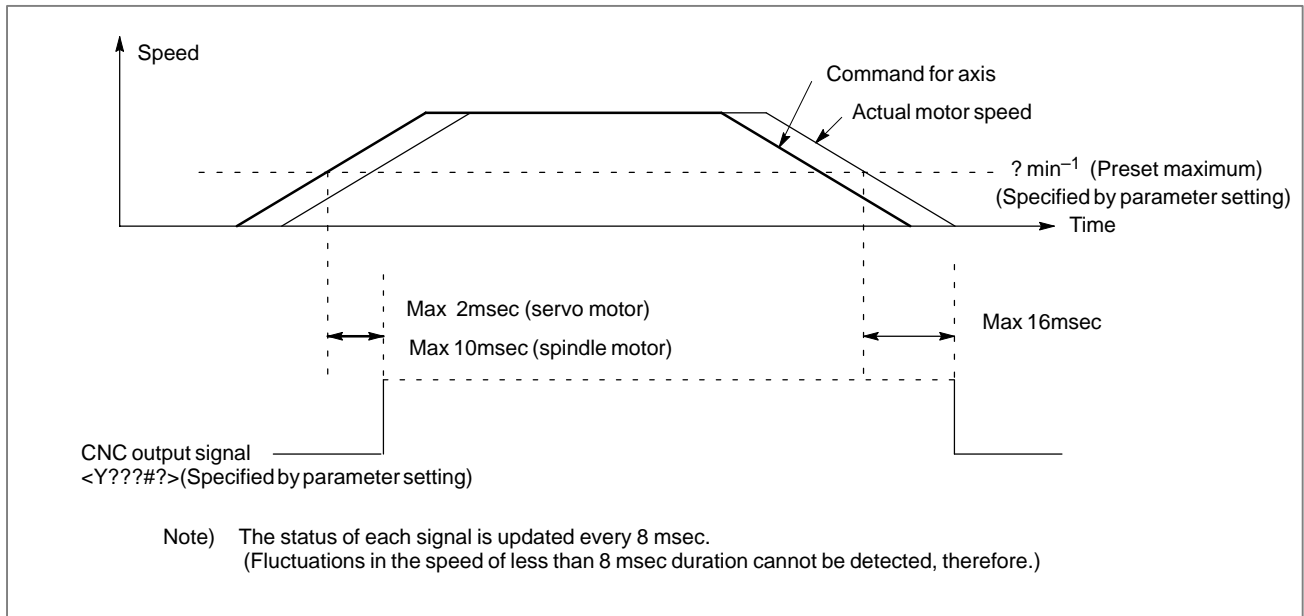 Speed
Command for axis
Actual motor speed
? min⁻¹ (Preset maximum)
(Specified by parameter setting)
Time
Max 2msec (servo motor)
Max 10msec (spindle motor)
Max 16msec
CNC output signal
<Y???#?>(Specified by parameter setting)
Note) The status of each signal is updated every 8 msec.
(Fluctuations in the speed of less than 8 msec duration cannot be detected, therefore.)